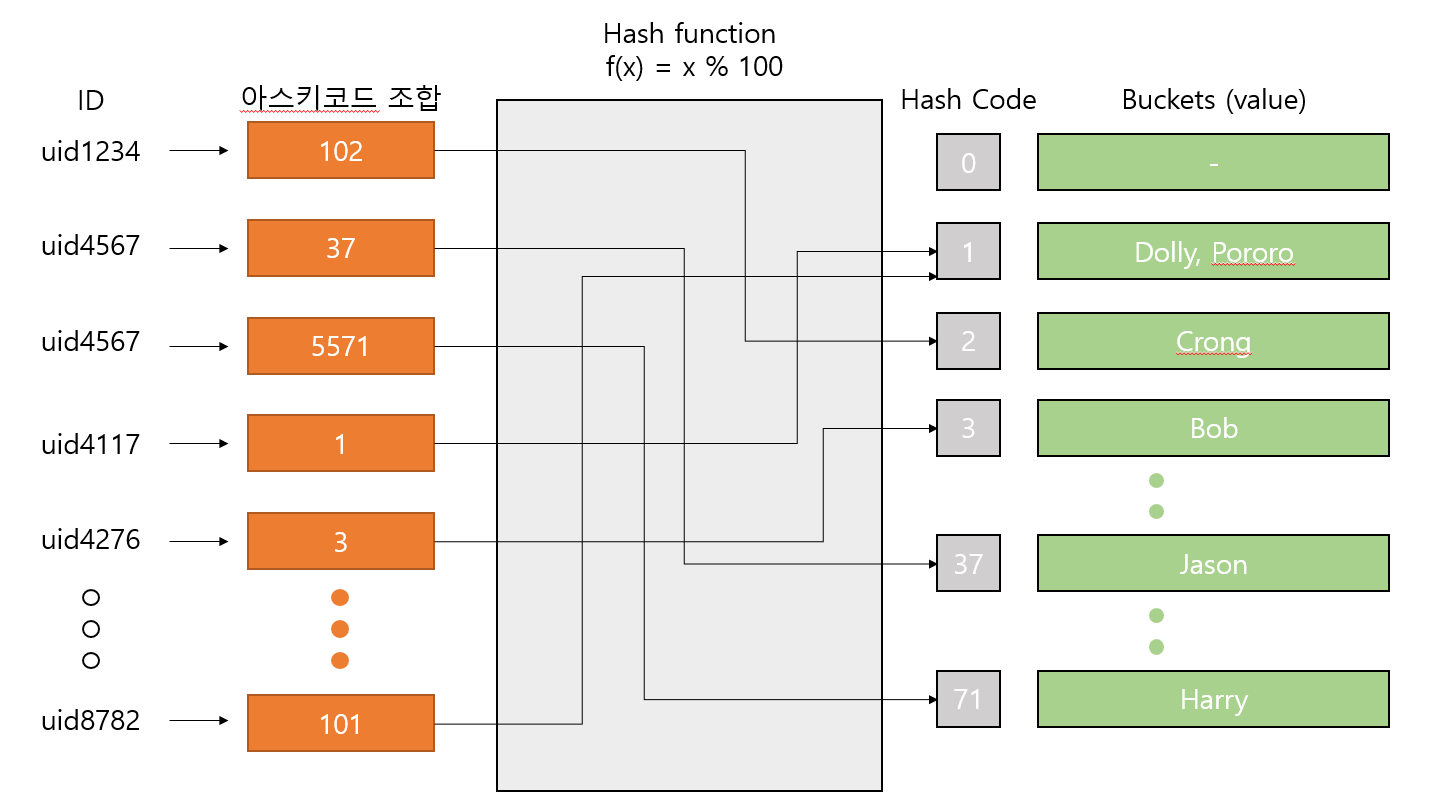 Hash function
f(x) = x % 100
ID
아스키코드 조합
Hash Code
Buckets (value)
uid1234
102
0
-
uid4567
37
1
Dolly, Pororo
uid4567
5571
2
Crong
uid4117
1
3
Bob
uid4276
3
37
Jason
uid8782
101
71
Harry